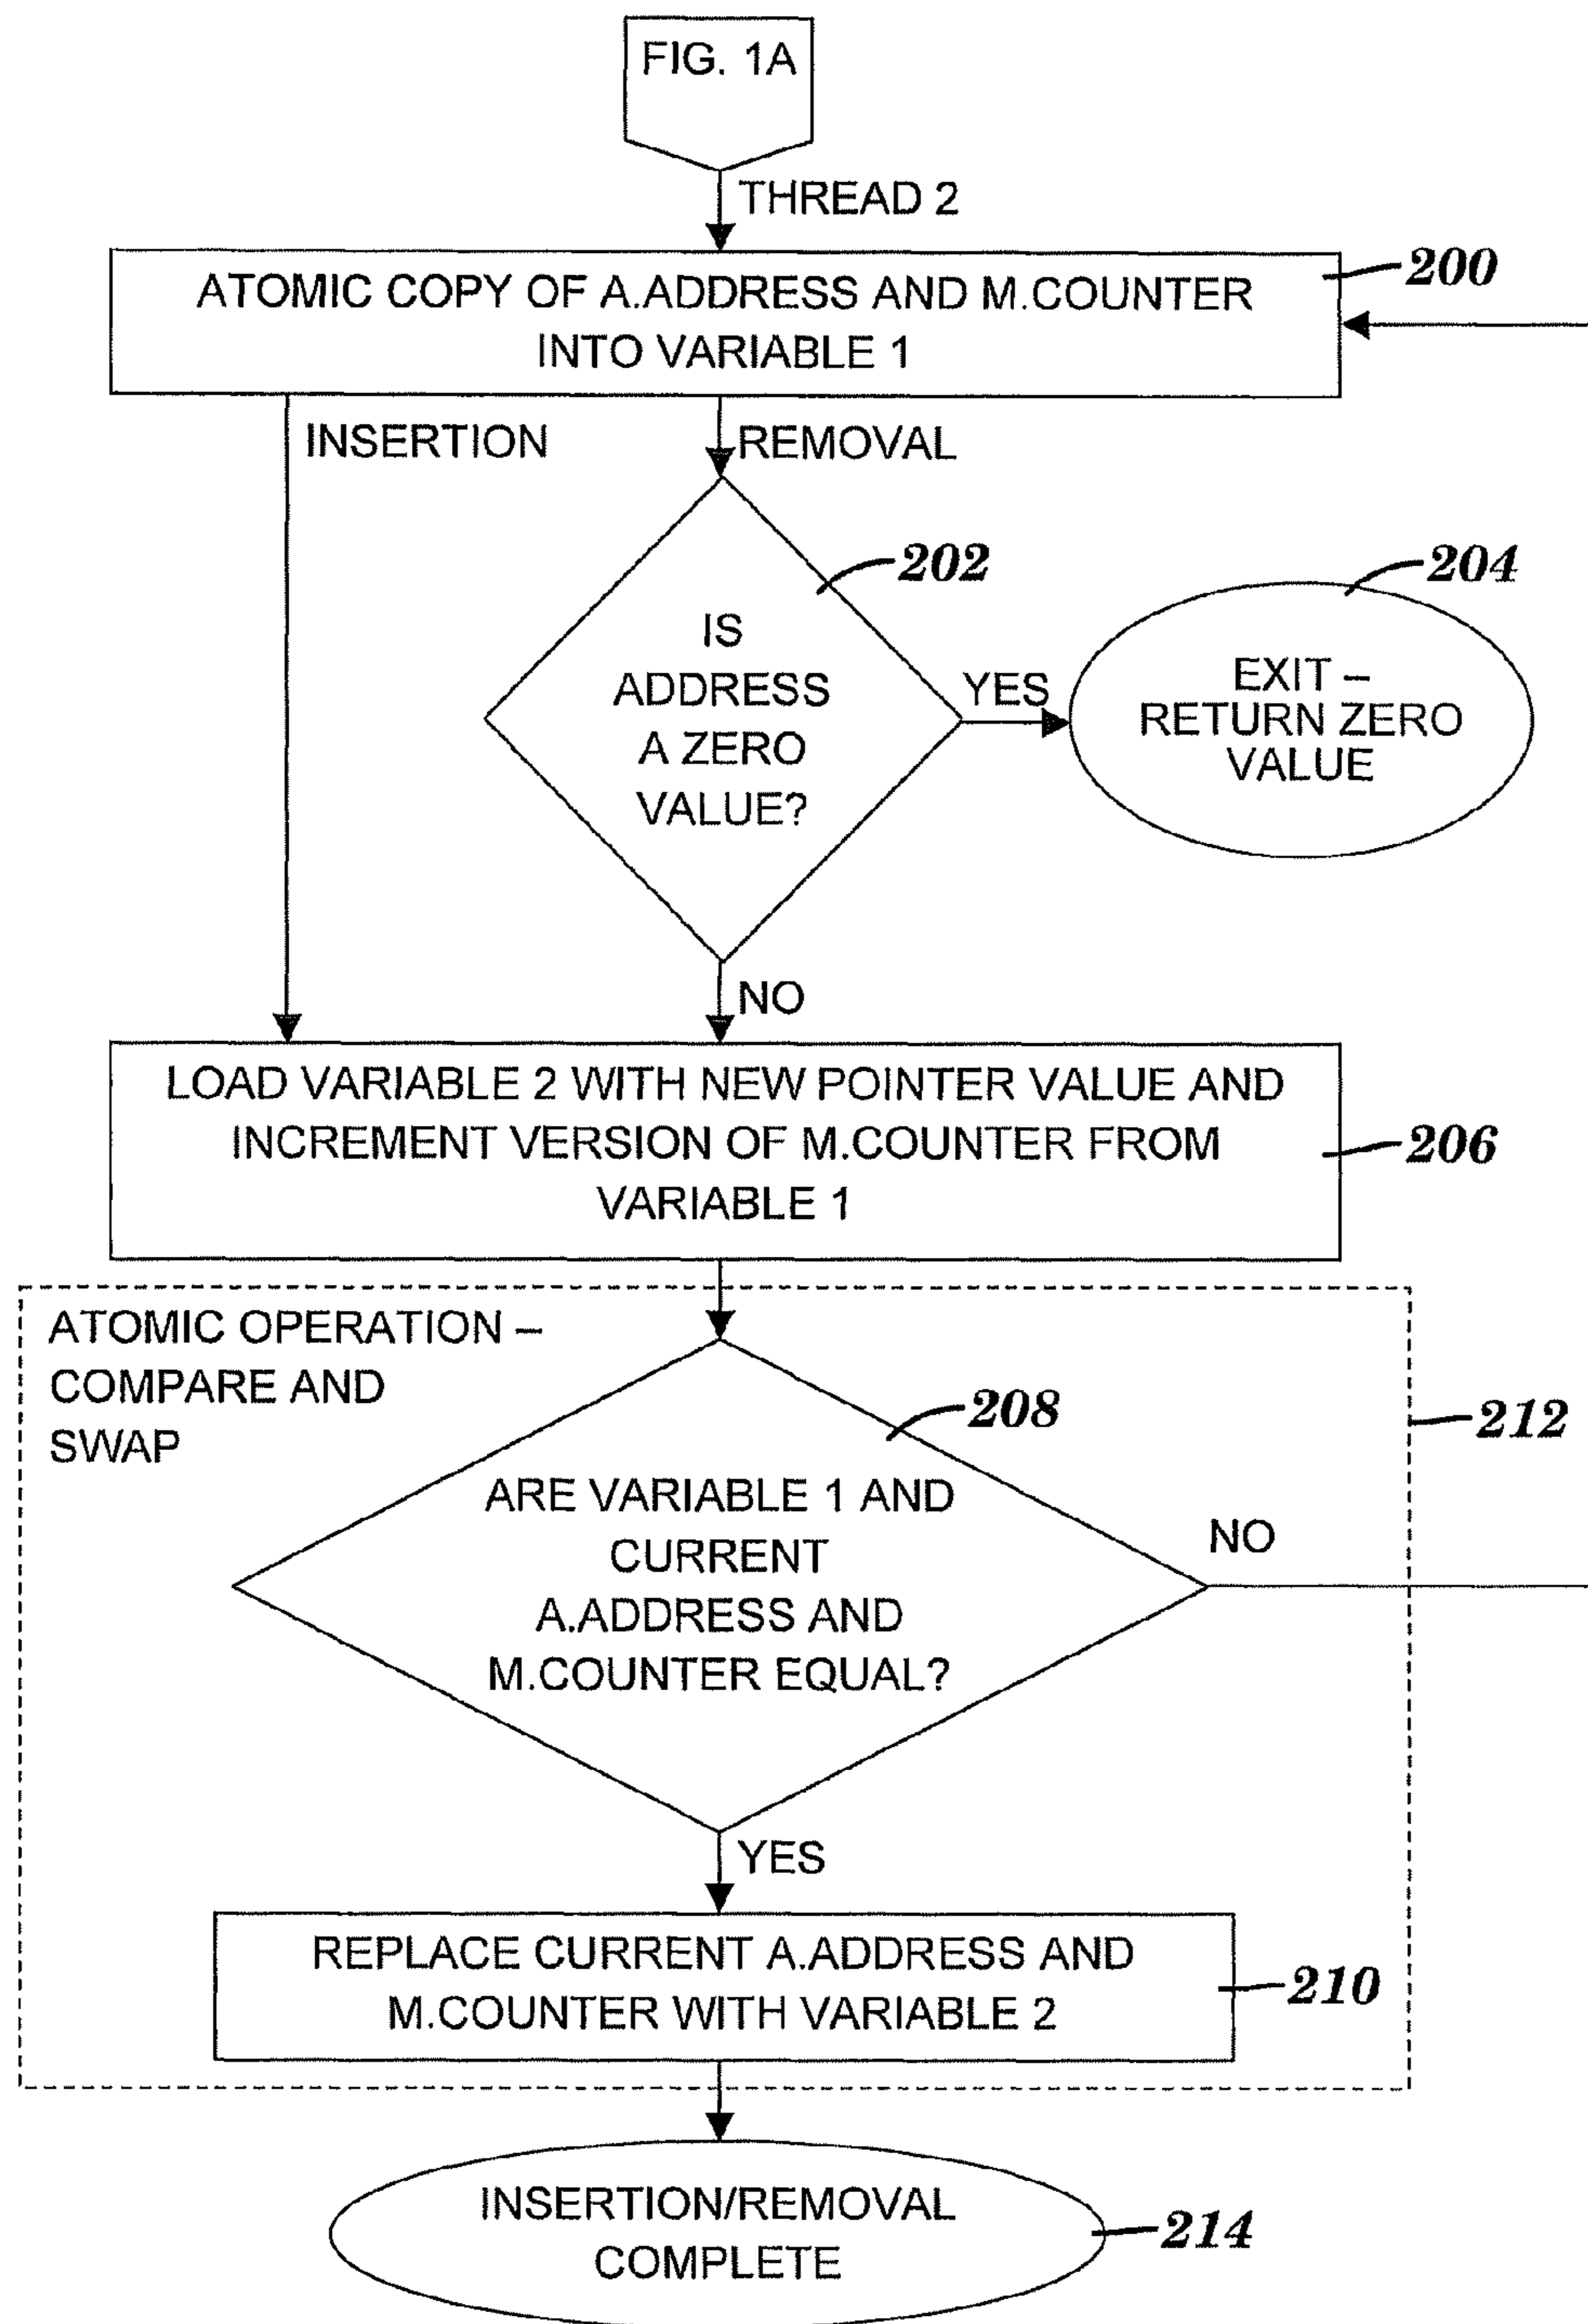 FIG. 1A
THREAD 2
ATOMIC COPY OF A.ADDRESS AND M.COUNTER
INTO VARIABLE 1
200
INSERTION
REMOVAL
202
204
IS
ADDRESS
A ZERO
VALUE?
YES
EXIT –
RETURN ZERO
VALUE
NO
LOAD VARIABLE 2 WITH NEW POINTER VALUE AND
INCREMENT VERSION OF M.COUNTER FROM
VARIABLE 1
206
ATOMIC OPERATION –
COMPARE AND
SWAP
208
212
ARE VARIABLE 1 AND
CURRENT
A.ADDRESS AND
M.COUNTER EQUAL?
NO
YES
REPLACE CURRENT A.ADDRESS AND
M.COUNTER WITH VARIABLE 2
210
INSERTION/REMOVAL
COMPLETE
214